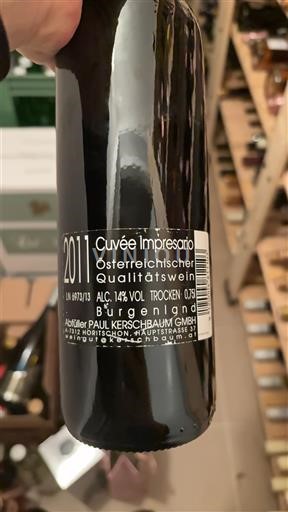 2011
Cuvée Impresario
Österreichischer
Qualitätswein
LN 6973/13 ALC. 14% VOL TROCKEN 0,75l
Burgenland
Abfüller PAUL KERSCHBAUM GMBH
A-7312 HORITSCHON, HAUPTSTRASSE 37
weingut@kerschbaum.at